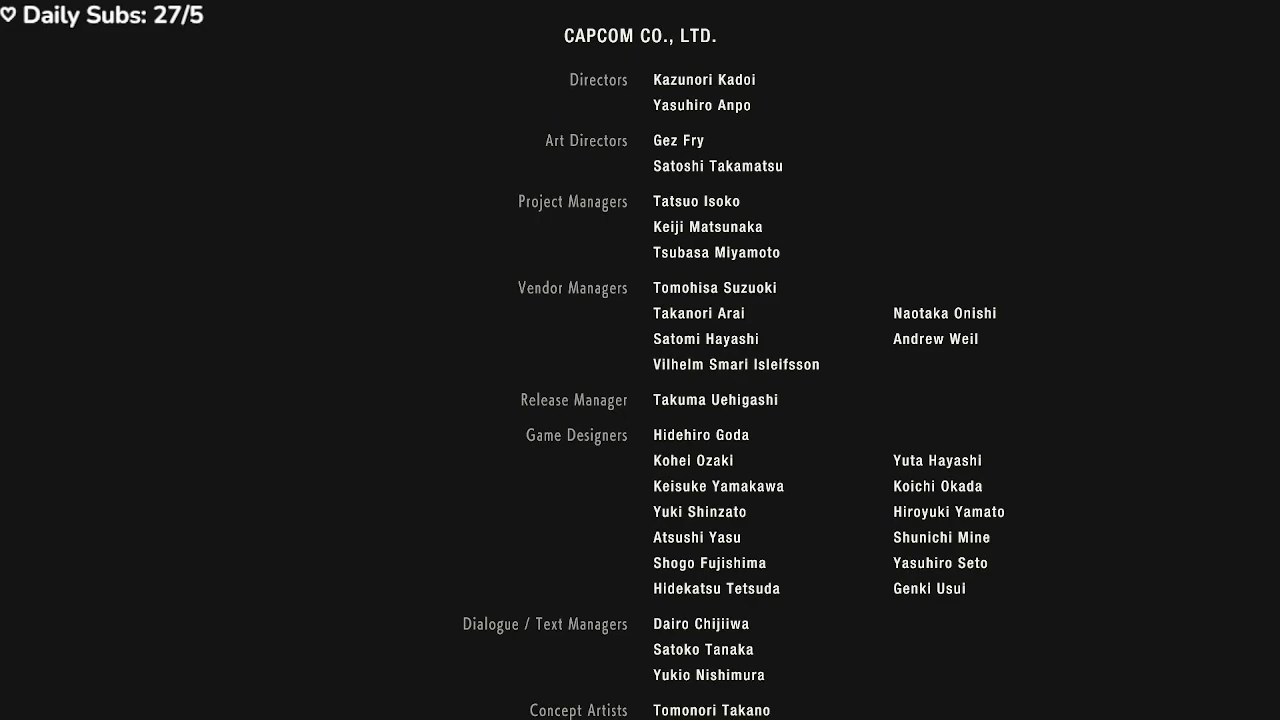 ♡ Daily Subs: 27/5
CAPCOM CO., LTD.
Directors Kazunori Kadoi
Yasuhiro Anpo
Art Directors Gez Fry
Satoshi Takamatsu
Project Managers Tatsuo Isoko
Keiji Matsunaka
Tsubasa Miyamoto
Vendor Managers Tomohisa Suzuoki
Takanori Arai Naotaka Onishi
Satomi Hayashi Andrew Weil
Vilhelm Smari Isleifsson
Release Manager Takuma Uehigashi
Game Designers Hidehiro Goda
Kohei Ozaki Yuta Hayashi
Keisuke Yamakawa Koichi Okada
Yuki Shinzato Hiroyuki Yamato
Atsushi Yasu Shunichi Mine
Shogo Fujishima Yasuhiro Seto
Hidekatsu Tetsuda Genki Usui
Dialogue / Text Managers Dairo Chijiiwa
Satoko Tanaka
Yukio Nishimura
Concept Artists Tomonori Takano